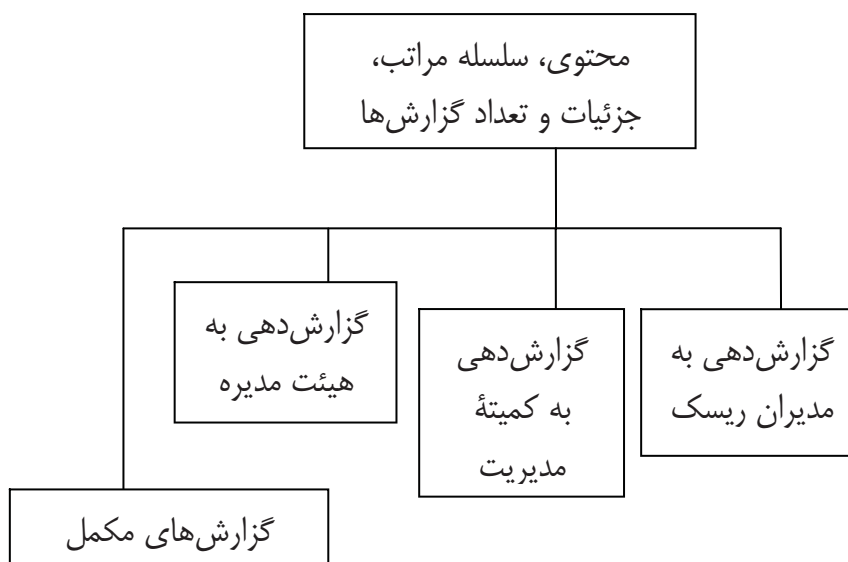 محتوی، سلسله مراتب،
جزئیات و تعداد گزارش‌ها
گزارش‌دهی به
مدیران ریسک
گزارش‌دهی
به کمیتهٔ
مدیریت
گزارش‌دهی به
هیئت مدیره
گزارش‌های مکمل